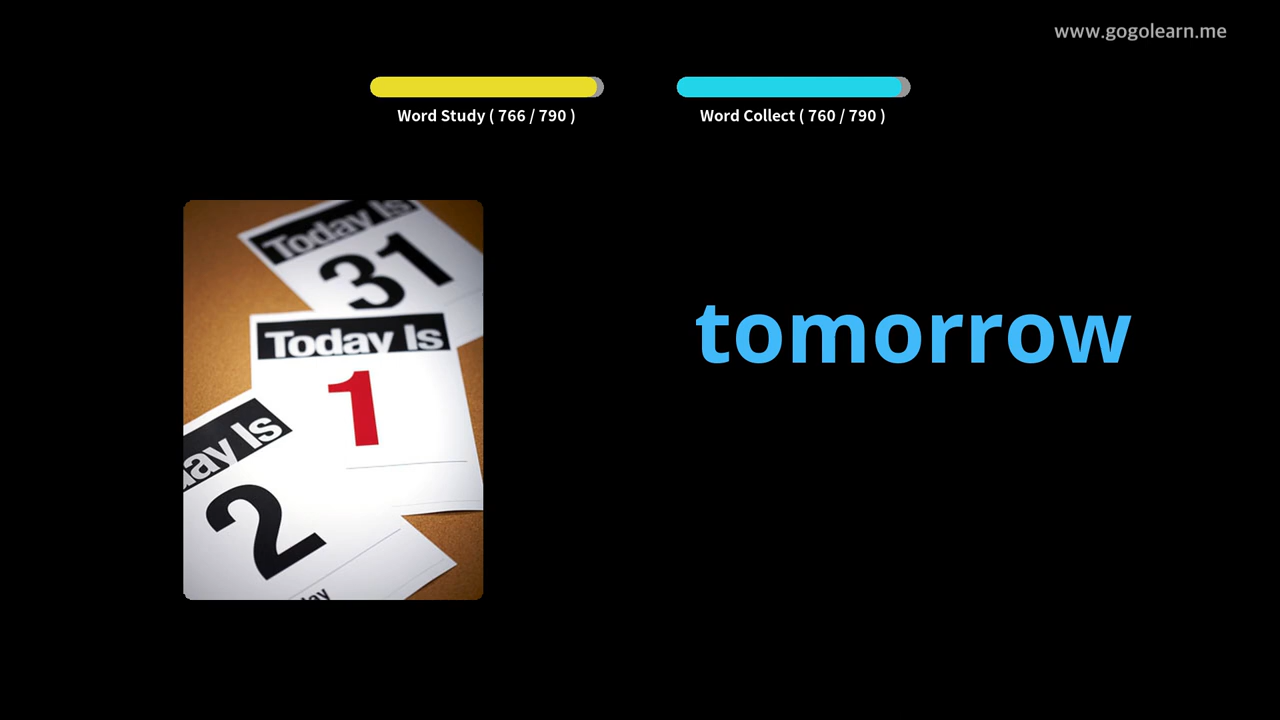 www.gogolearn.me
Word Study ( 766 / 790 )
Word Collect ( 760 / 790 )
Today Is
31
Today Is
1
tomorrow
day Is
2